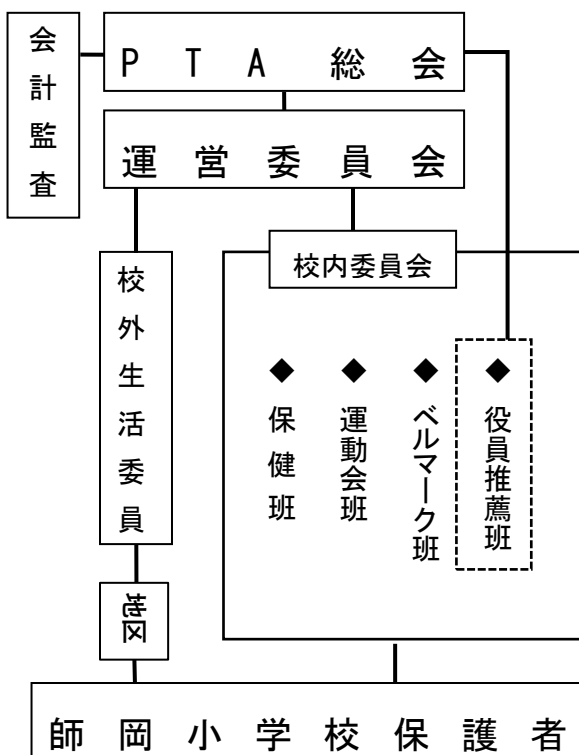 会計監査
PTA総会
運営委員会
校内委員会
校外生活委員
◆保健班
◆運動会班
◆ベルマーク班
◆役員推薦班
師岡小学校保護者